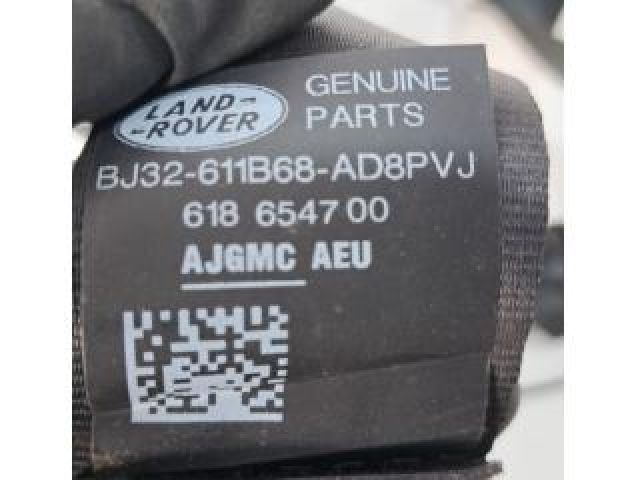 LAND-
-ROVER
GENUINE
PARTS
BJ32-611B68-AD8PVJ
618 6547 00
AJGMC AEU